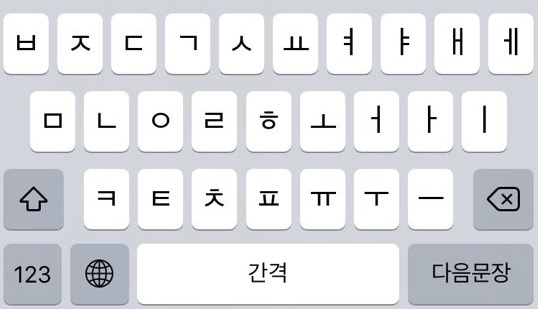 ㅂ ㅈ ㄷ ㄱ ㅅ ㅛ ㅕ ㅑ ㅐ ㅔ
ㅁ ㄴ ㅇ ㄹ ㅎ ㅗ ㅓ ㅏ ㅣ
ㅋ ㅌ ㅊ ㅍ ㅠ ㅜ ㅡ
123 간격 다음문장